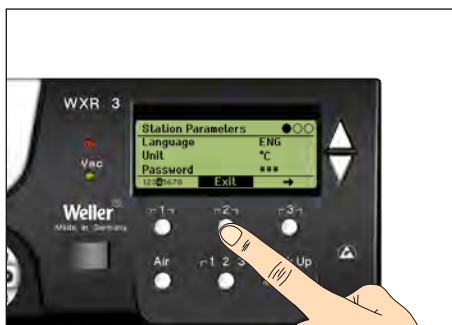 WXR 3
Station Parameters
Language ENG
Unit °C
Password ***
Exit →
Vac
Weller®
Made in Germany
1 2 3
Air 1 2 3 Up